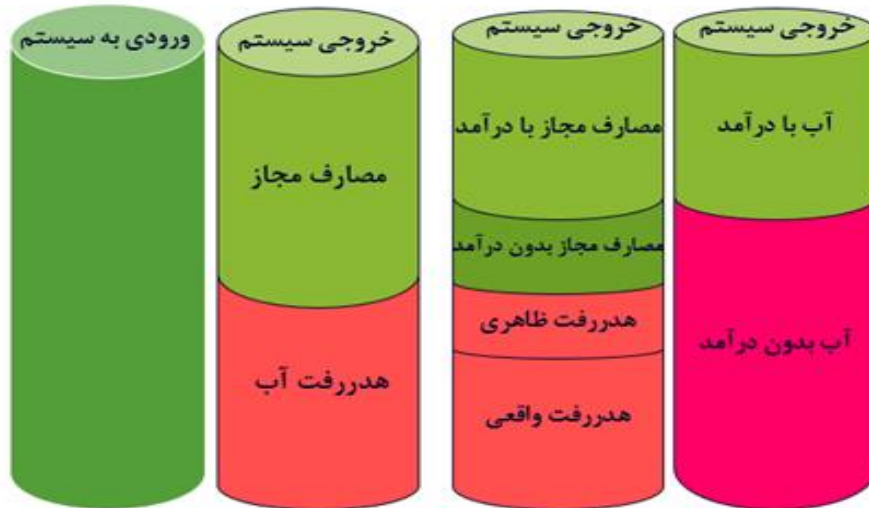 ورودی به سیستم
خروجی سیستم
مصارف مجاز
هدررفت آب
خروجی سیستم
مصارف مجاز با درآمد
مصارف مجاز بدون درآمد
هدررفت ظاهری
هدررفت واقعی
خروجی سیستم
آب با درآمد
آب بدون درآمد